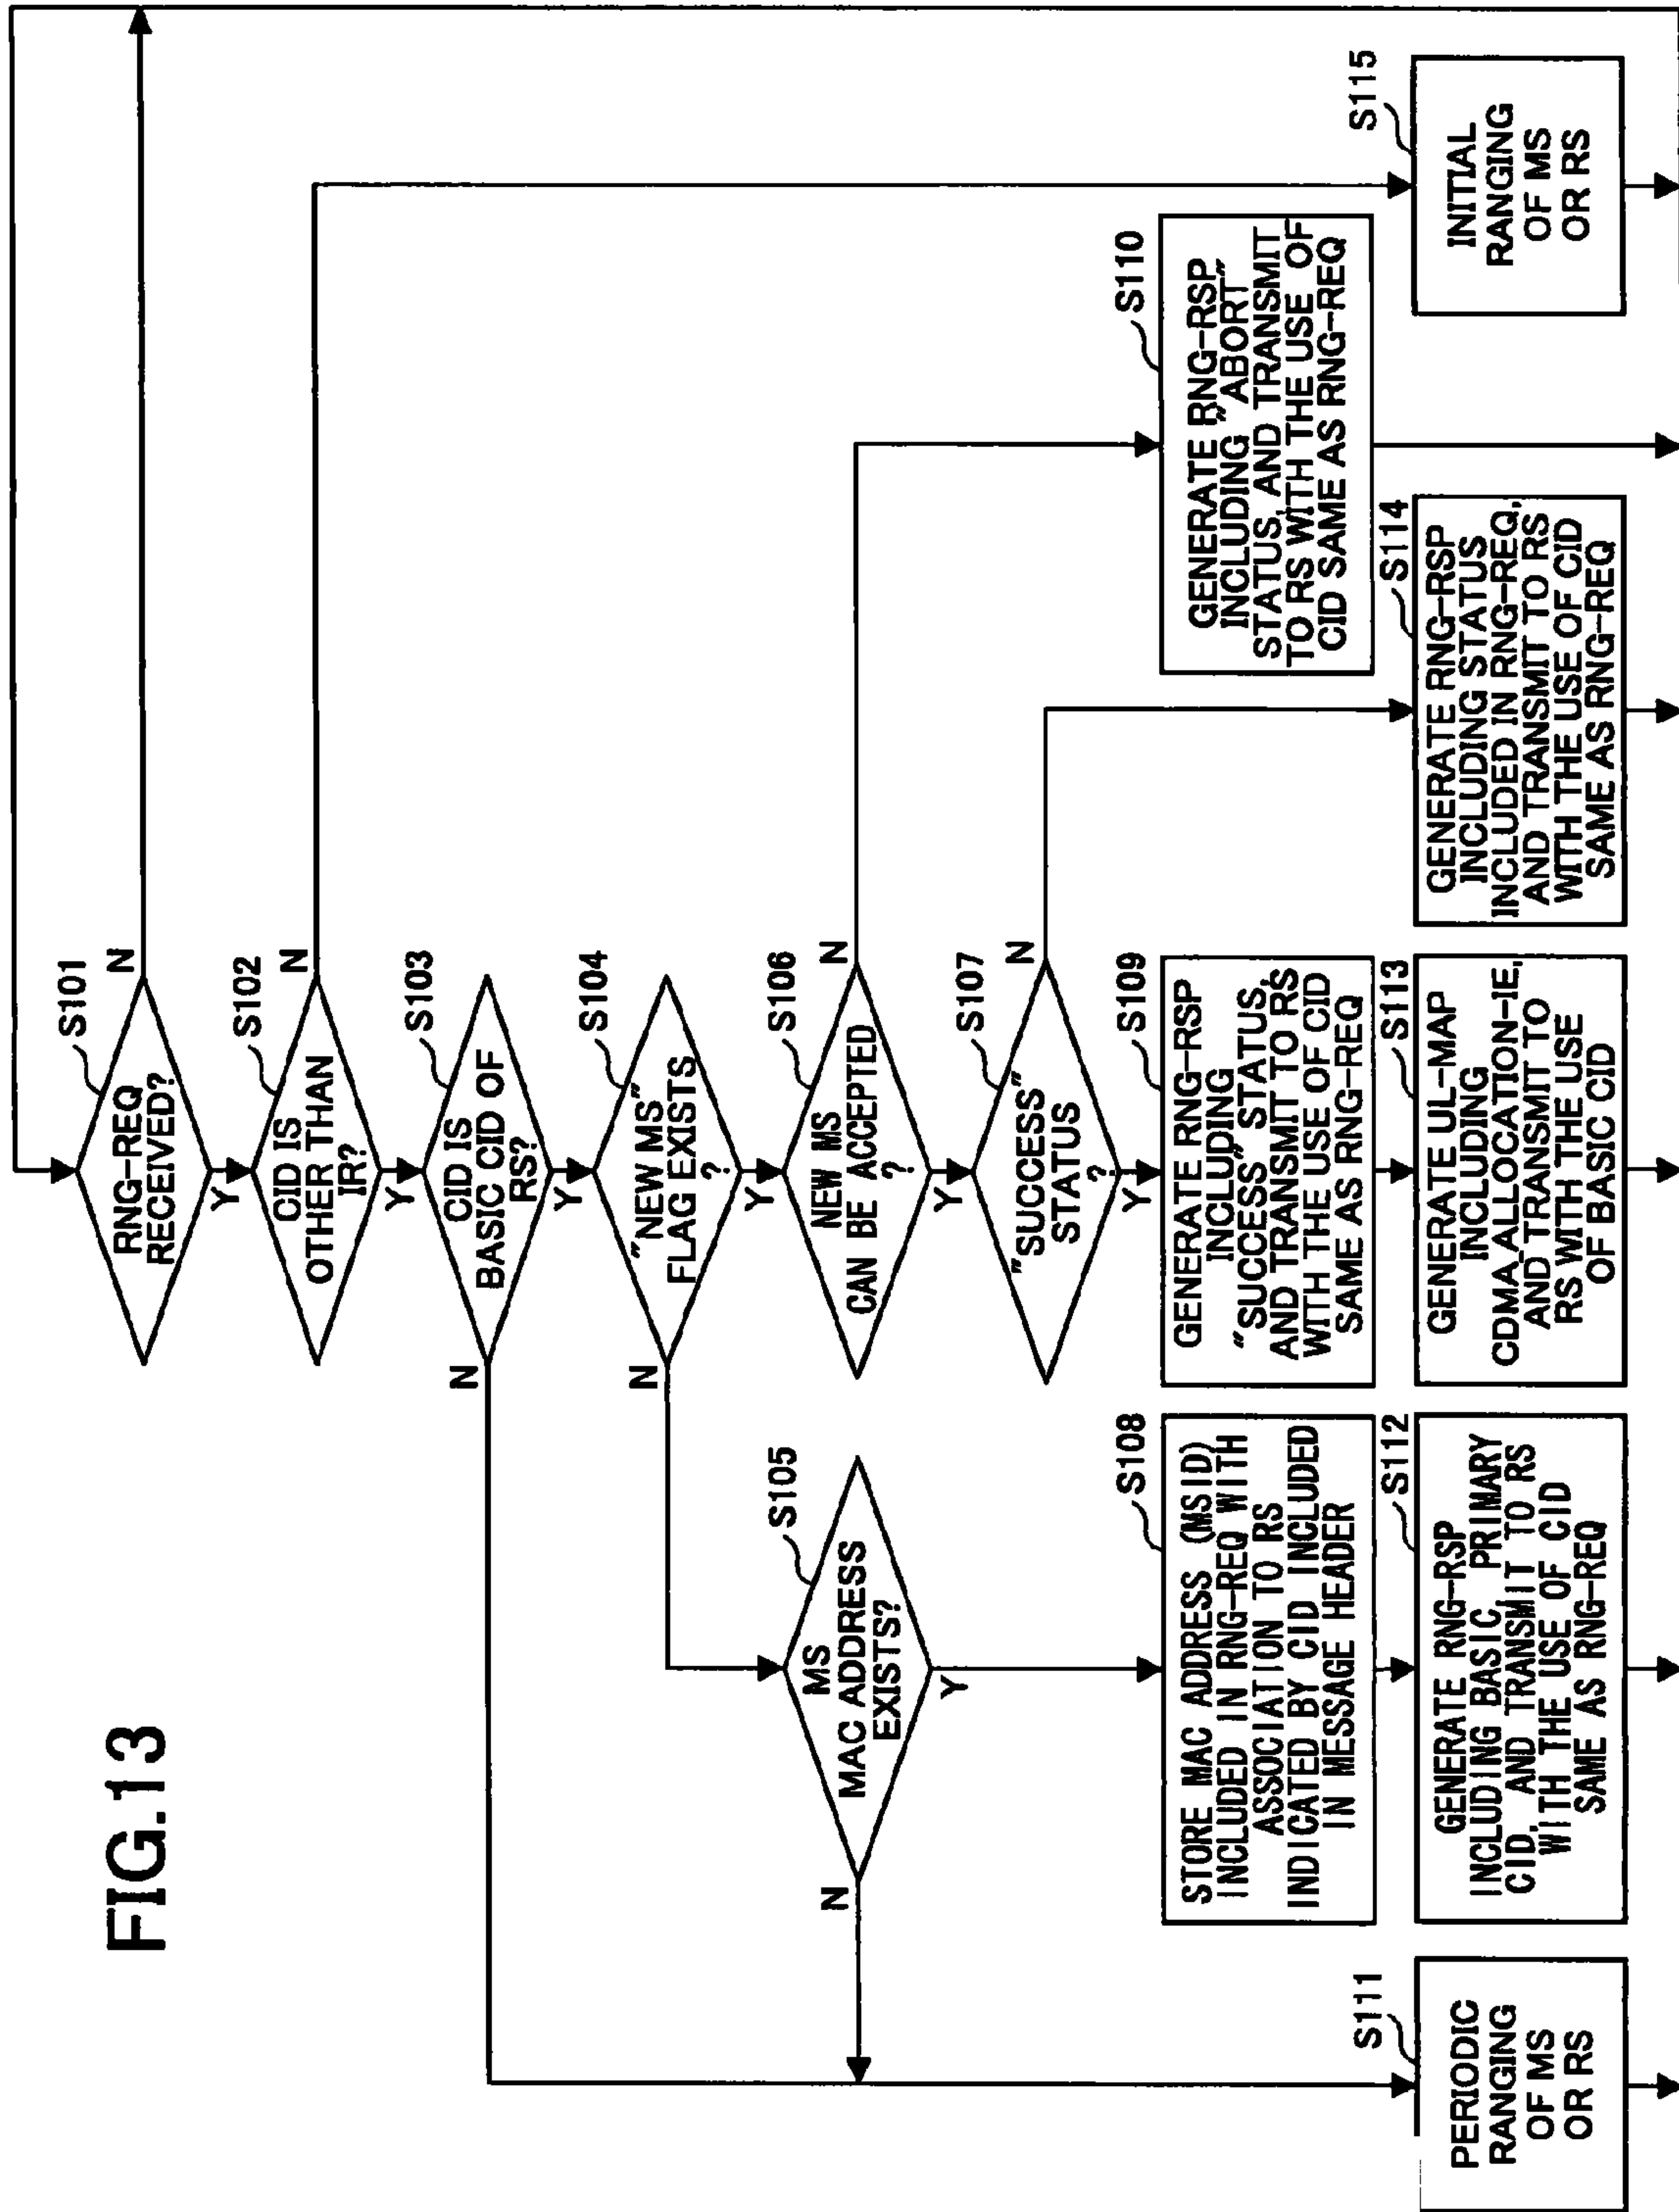 FIG.13
S101
RNG-REQ
RECEIVED?
N
Y
S102
CID IS
OTHER THAN
IR?
N
Y
S103
CID IS
BASIC CID OF
RS?
N
Y
S104
"NEW MS"
FLAG EXISTS
?
N
Y
S105
MS
MAC ADDRESS
EXISTS?
N
Y
S106
NEW MS
CAN BE ACCEPTED
?
N
Y
S107
"SUCCESS"
STATUS
?
N
Y
S108
STORE MAC ADDRESS (MSID)
INCLUDED IN RNG-REQ WITH
ASSOCIATION TO RS
INDICATED BY CID INCLUDED
IN MESSAGE HEADER
S109
GENERATE RNG-RSP
INCLUDING
"SUCCESS" STATUS,
AND TRANSMIT TO RS
WITH THE USE OF CID
SAME AS RNG-REQ
S110
GENERATE RNG-RSP
INCLUDING "ABORT"
STATUS, AND TRANSMIT
TO RS WITH THE USE OF
CID SAME AS RNG-REQ
S111
PERIODIC
RANGING
OF MS
OR RS
S112
GENERATE RNG-RSP
INCLUDING BASIC, PRIMARY
CID, AND TRANSMIT TO RS
WITH THE USE OF CID
SAME AS RNG-REQ
S113
GENERATE UL-MAP
INCLUDING
CDMA_ALLOCATION-IE,
AND TRANSMIT TO
RS WITH THE USE
OF BASIC CID
S114
GENERATE RNG-RSP
INCLUDING STATUS
INCLUDED IN RNG-REQ,
AND TRANSMIT TO RS
WITH THE USE OF CID
SAME AS RNG-REQ
S115
INITIAL
RANGING
OF MS
OR RS